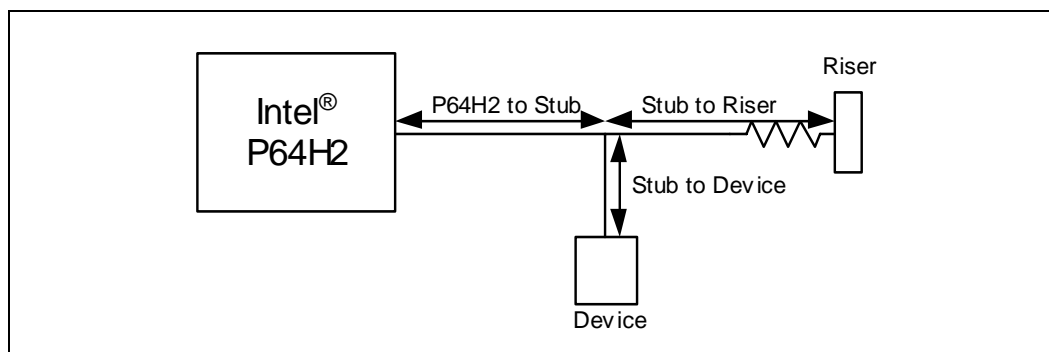 Riser
Intel®
P64H2
P64H2 to Stub
Stub to Riser
Stub to Device
Device